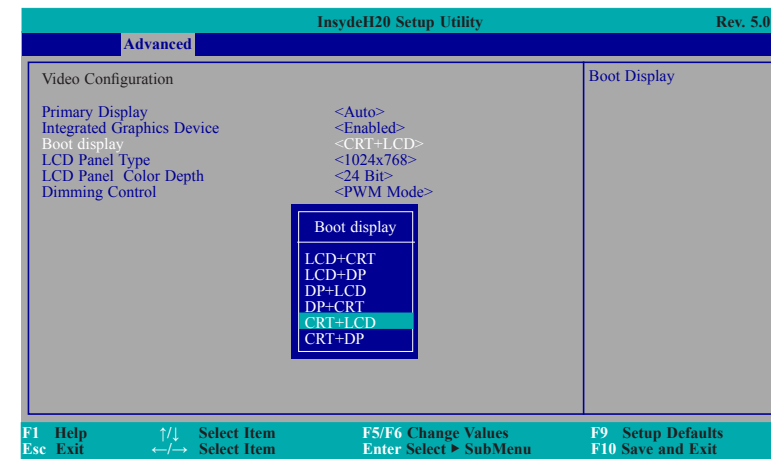 InsydeH20 Setup Utility Rev. 5.0
Advanced
Video Configuration
Boot Display
Primary Display <Auto>
Integrated Graphics Device <Enabled>
Boot display <CRT+LCD>
LCD Panel Type <1024x768>
LCD Panel Color Depth <24 Bit>
Dimming Control <PWM Mode>
Boot display
LCD+CRT
LCD+DP
DP+LCD
DP+CRT
CRT+LCD
CRT+DP
F1 Help ↑/↓ Select Item F5/F6 Change Values F9 Setup Defaults
Esc Exit ←/→ Select Item Enter Select ► SubMenu F10 Save and Exit